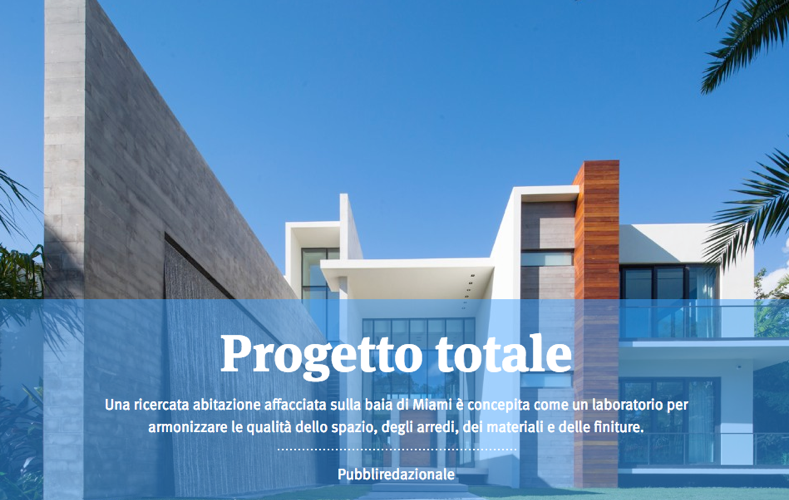 Progetto totale
Una ricercata abitazione affacciata sulla baia di Miami è concepita come un laboratorio per
armonizzare le qualità dello spazio, degli arredi, dei materiali e delle finiture.
Pubbliredazionale